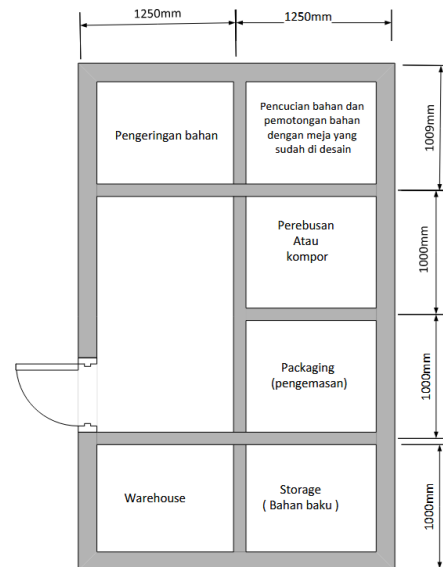 1250mm
1250mm
Pengeringan bahan
Pencucian bahan dan
pemotongan bahan
dengan meja yang
sudah di desain
1009mm
Perebusan
Atau
kompor
1000mm
Packaging
(pengemasan)
1000mm
Warehouse
Storage
( Bahan baku )
1000mm